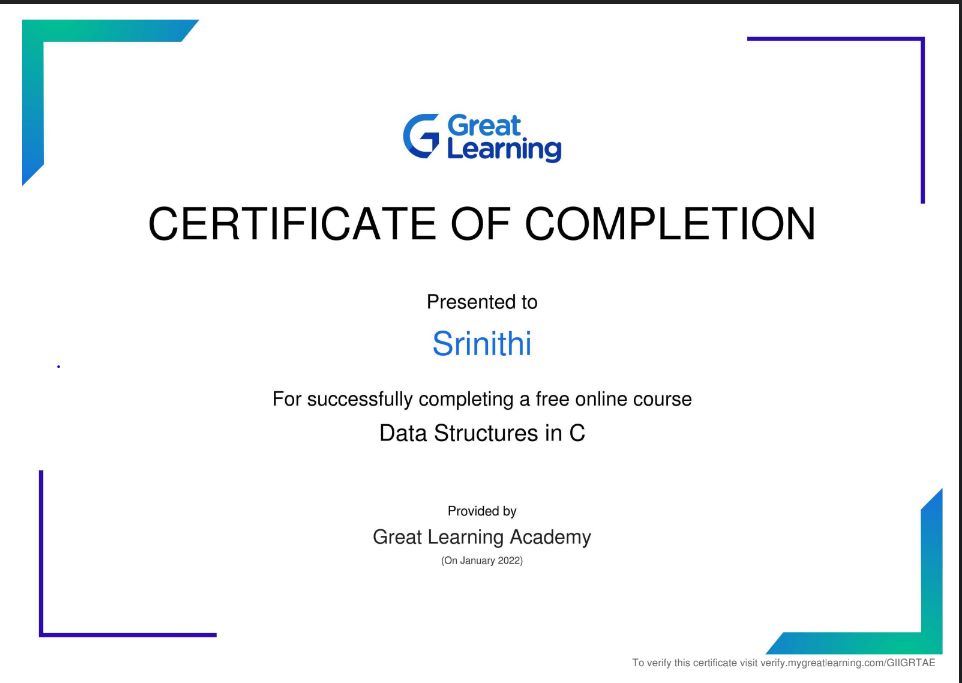 Great
Learning
CERTIFICATE OF COMPLETION
Presented to
Srinithi
For successfully completing a free online course
Data Structures in C
Provided by
Great Learning Academy
(On January 2022)
To verify this certificate visit verify.mygreatlearning.com/GIIGRTAE